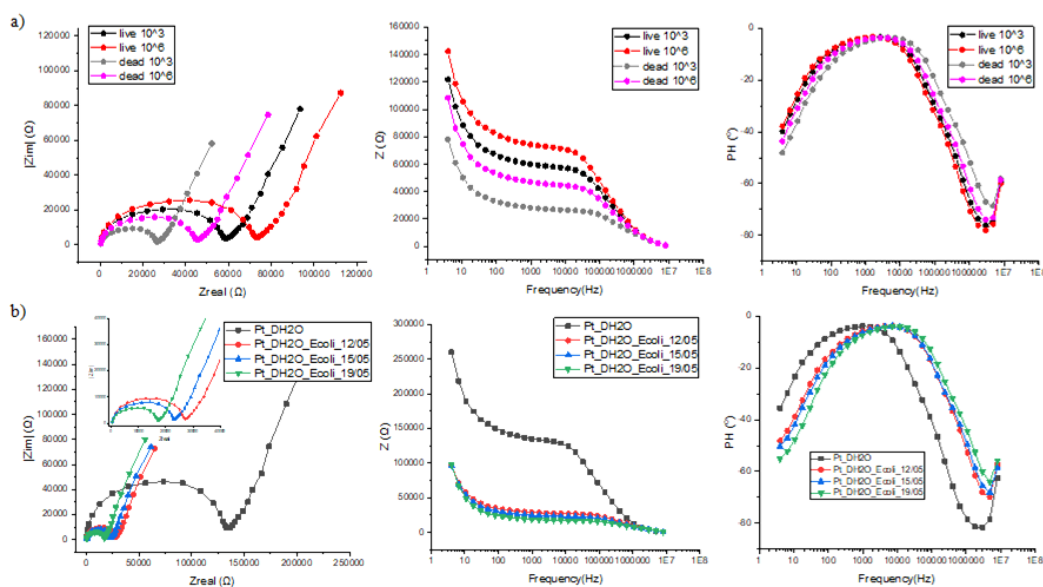 a)
live 10^3
live 10^6
dead 10^3
dead 10^6
|Zim| (Ω)
120000
100000
80000
60000
40000
20000
0
0 20000 40000 60000 80000 100000 120000
Zreal (Ω)
live 10^3
live 10^6
dead 10^3
dead 10^6
Z (Ω)
160000
140000
120000
100000
80000
60000
40000
20000
0
1 10 100 1000 10000 100000 1000000 1E7 1E8
Frequency(Hz)
live 10^3
live 10^6
dead 10^3
dead 10^6
PH (°)
0
-20
-40
-60
-80
1 10 100 1000 10000 100000 1000000 1E7 1E8
Frequency(Hz)
b)
Pt_DH2O
Pt_DH2O_Ecoli_12/05
Pt_DH2O_Ecoli_15/05
Pt_DH2O_Ecoli_19/05
|Zim| (Ω)
120000
100000
80000
60000
40000
20000
0
0 50000 100000 150000 200000 250000
Zreal (Ω)
Zreal
Pt_DH2O
Pt_DH2O_Ecoli_12/05
Pt_DH2O_Ecoli_15/05
Pt_DH2O_Ecoli_19/05
Z (Ω)
300000
250000
200000
150000
100000
50000
0
1 10 100 1000 10000 100000 1000000 1E7 1E8
Frequency(Hz)
PH (°)
0
-20
-40
-60
-80
Pt_DH2O
Pt_DH2O_Ecoli_12/05
Pt_DH2O_Ecoli_15/05
Pt_DH2O_Ecoli_19/05
1 10 100 1000 10000 100000 1000000 1E7 1E8
Frequency(Hz)